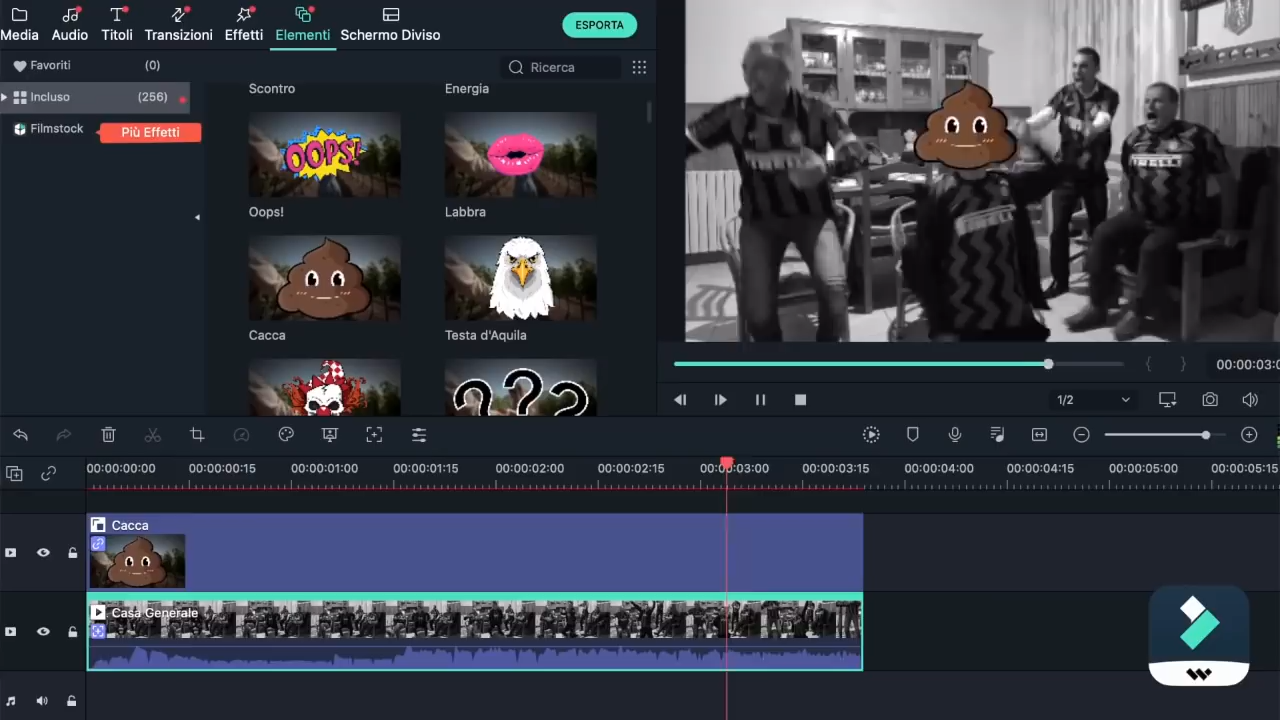 Media Audio Titoli Transizioni Effetti Elementi Schermo Diviso ESPORTA
Favoriti (0)
Ricerca
Incluso (256)
Filmstock Più Effetti
Scontro Energia
OOPS!
Oops! Labbra
Cacca Testa d'Aquila
???
PIRELLI
00:00:03:0
1/2
00:00:00:00 00:00:00:15 00:00:01:00 00:00:01:15 00:00:02:00 00:00:02:15 00:00:03:00 00:00:03:15 00:00:04:00 00:00:04:15 00:00:05:00 00:00:05:15
Cacca
Casa Generale